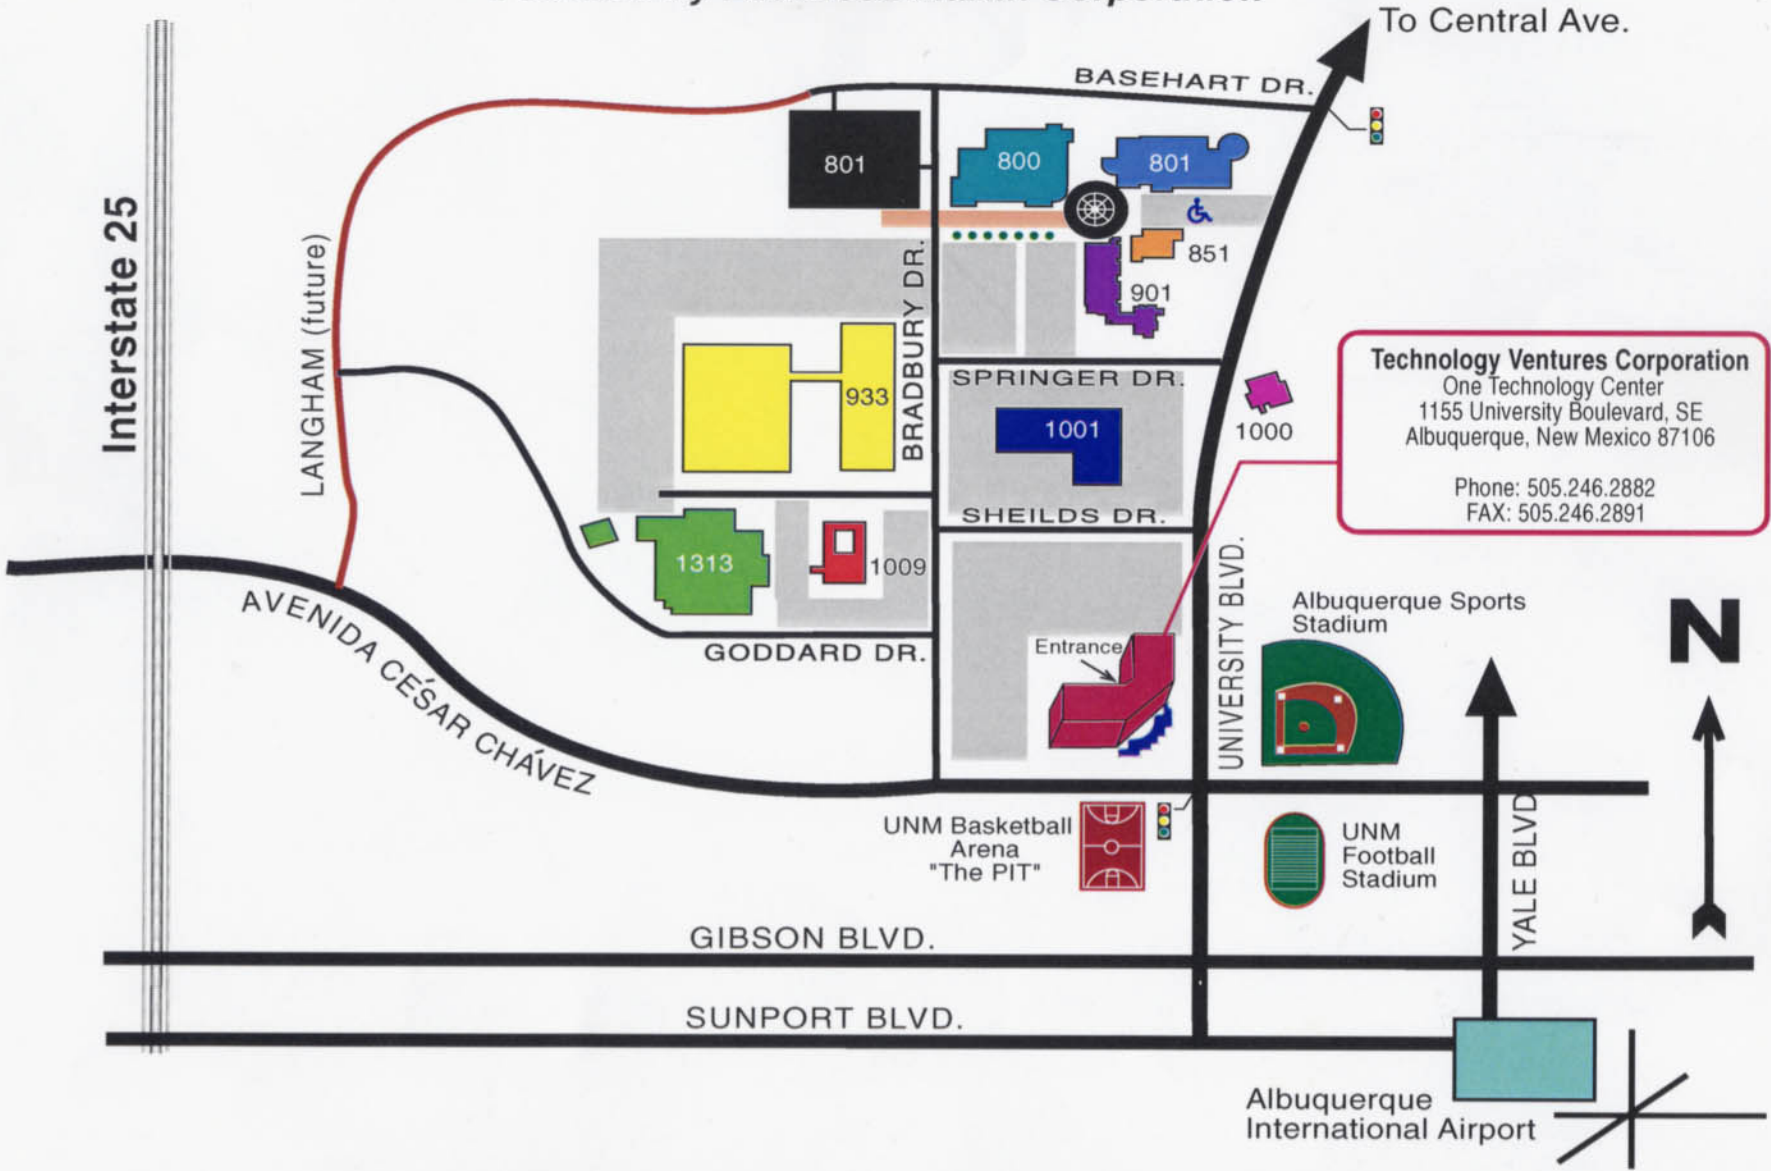 Corporation
To Central Ave.
BASEHART DR.
801
800
801
Interstate 25
LANGHAM (future)
BRADBURY DR.
851
901
933
SPRINGER DR.
1001
1000
Technology Ventures Corporation
One Technology Center
1155 University Boulevard, SE
Albuquerque, New Mexico 87106
Phone: 505.246.2882
FAX: 505.246.2891
SHEILDS DR.
1313
1009
AVENIDA CÉSAR CHÁVEZ
GODDARD DR.
Entrance
UNIVERSITY BLVD.
Albuquerque Sports
Stadium
N
UNM Basketball
Arena
"The PIT"
UNM
Football
Stadium
YALE BLVD
GIBSON BLVD.
SUNPORT BLVD.
Albuquerque
International Airport